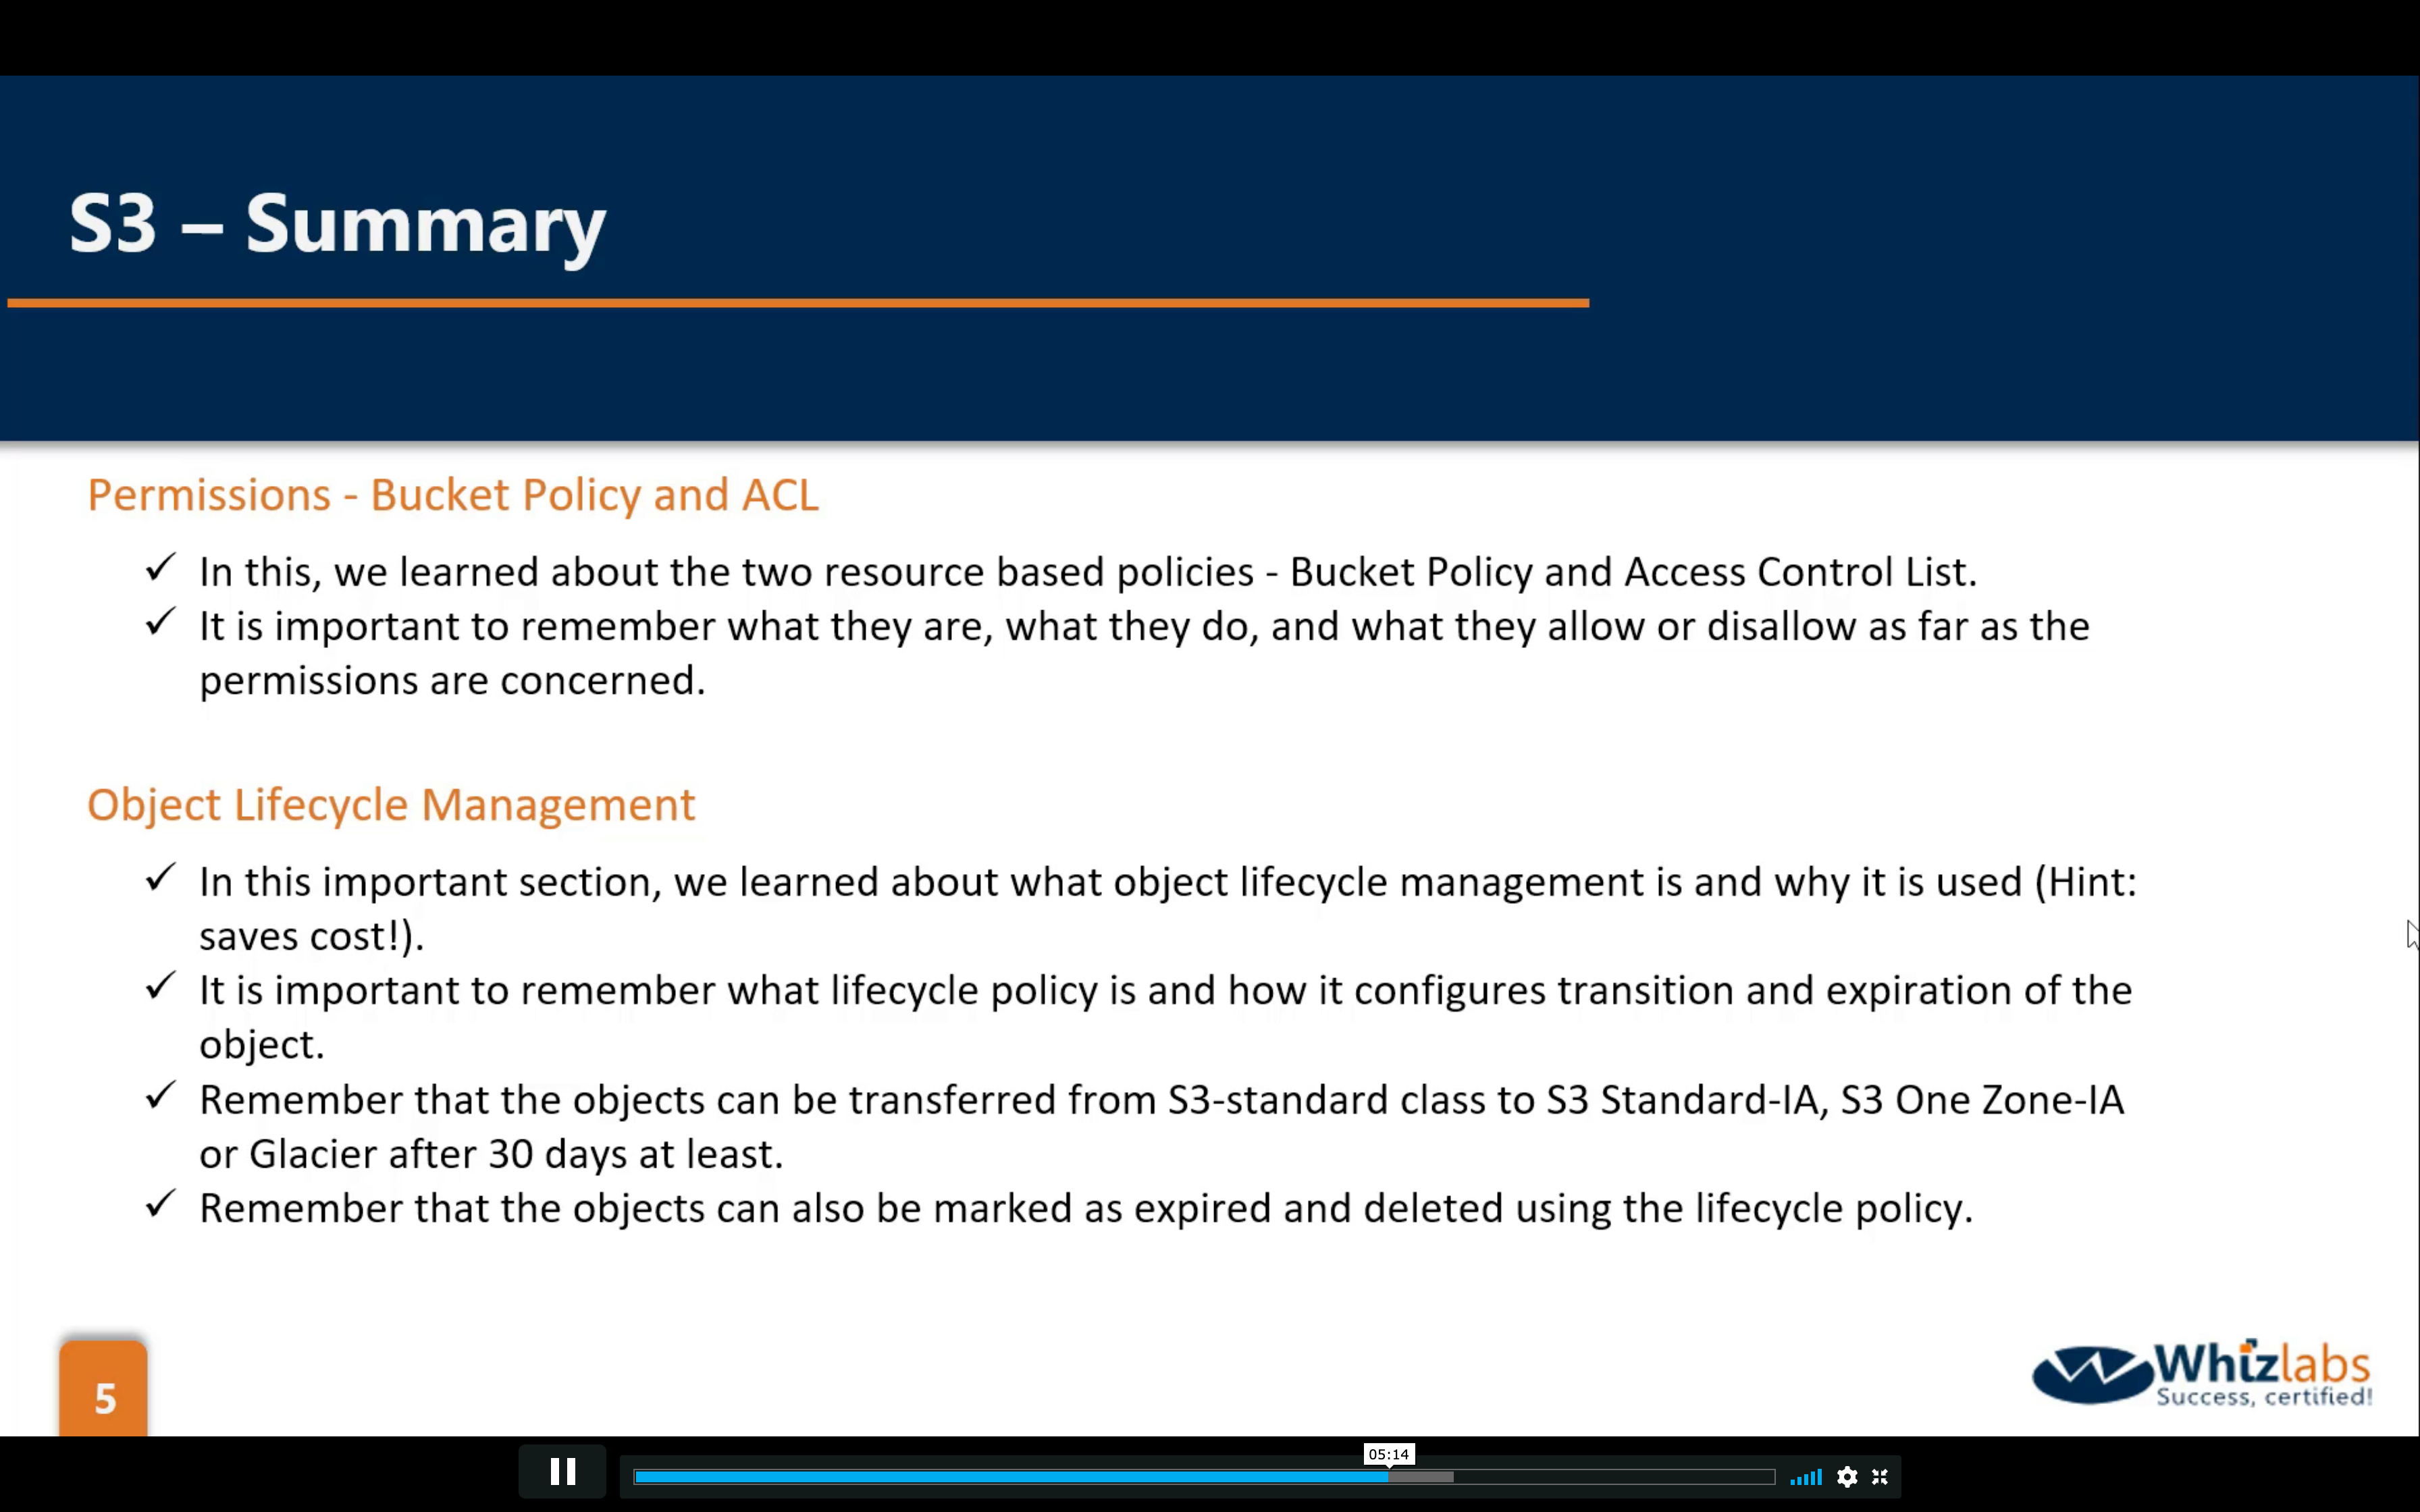 S3 – Summary
Permissions - Bucket Policy and ACL
✓ In this, we learned about the two resource based policies - Bucket Policy and Access Control List.
✓ It is important to remember what they are, what they do, and what they allow or disallow as far as the
permissions are concerned.
Object Lifecycle Management
✓ In this important section, we learned about what object lifecycle management is and why it is used (Hint:
saves cost!).
✓ It is important to remember what lifecycle policy is and how it configures transition and expiration of the
object.
✓ Remember that the objects can be transferred from S3-standard class to S3 Standard-IA, S3 One Zone-IA
or Glacier after 30 days at least.
✓ Remember that the objects can also be marked as expired and deleted using the lifecycle policy.
5
Whizlabs
Success, certified!
05:14